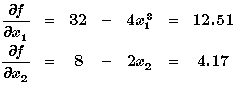 ∂f/∂x₁ = 32 − 4x₁³ = 12.51
∂f/∂x₂ = 8 − 2x₂ = 4.17